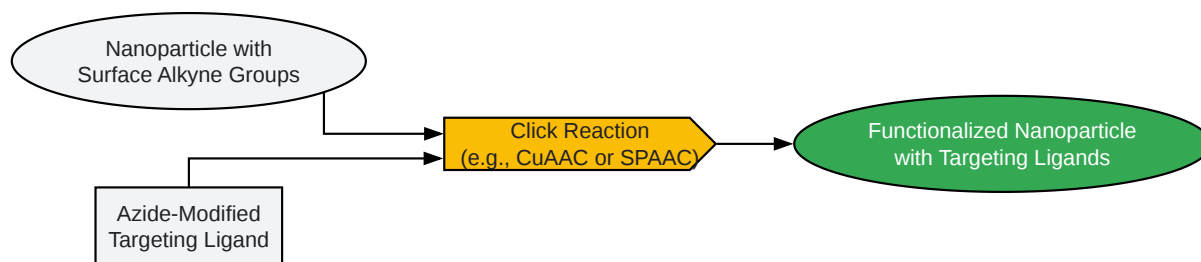 Nanoparticle with
Surface Alkyne Groups
Azide-Modified
Targeting Ligand
Click Reaction
(e.g., CuAAC or SPAAC)
Functionalized Nanoparticle
with Targeting Ligands